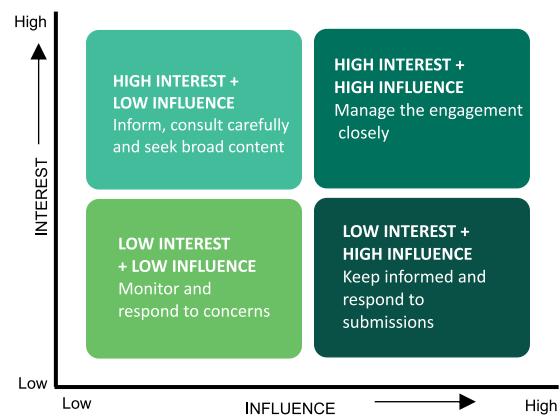 High
INTEREST
HIGH INTEREST +
LOW INFLUENCE
Inform, consult carefully
and seek broad content
HIGH INTEREST +
HIGH INFLUENCE
Manage the engagement
closely
LOW INTEREST
+ LOW INFLUENCE
Monitor and
respond to concerns
LOW INTEREST +
HIGH INFLUENCE
Keep informed and
respond to
submissions
Low
Low
INFLUENCE
High